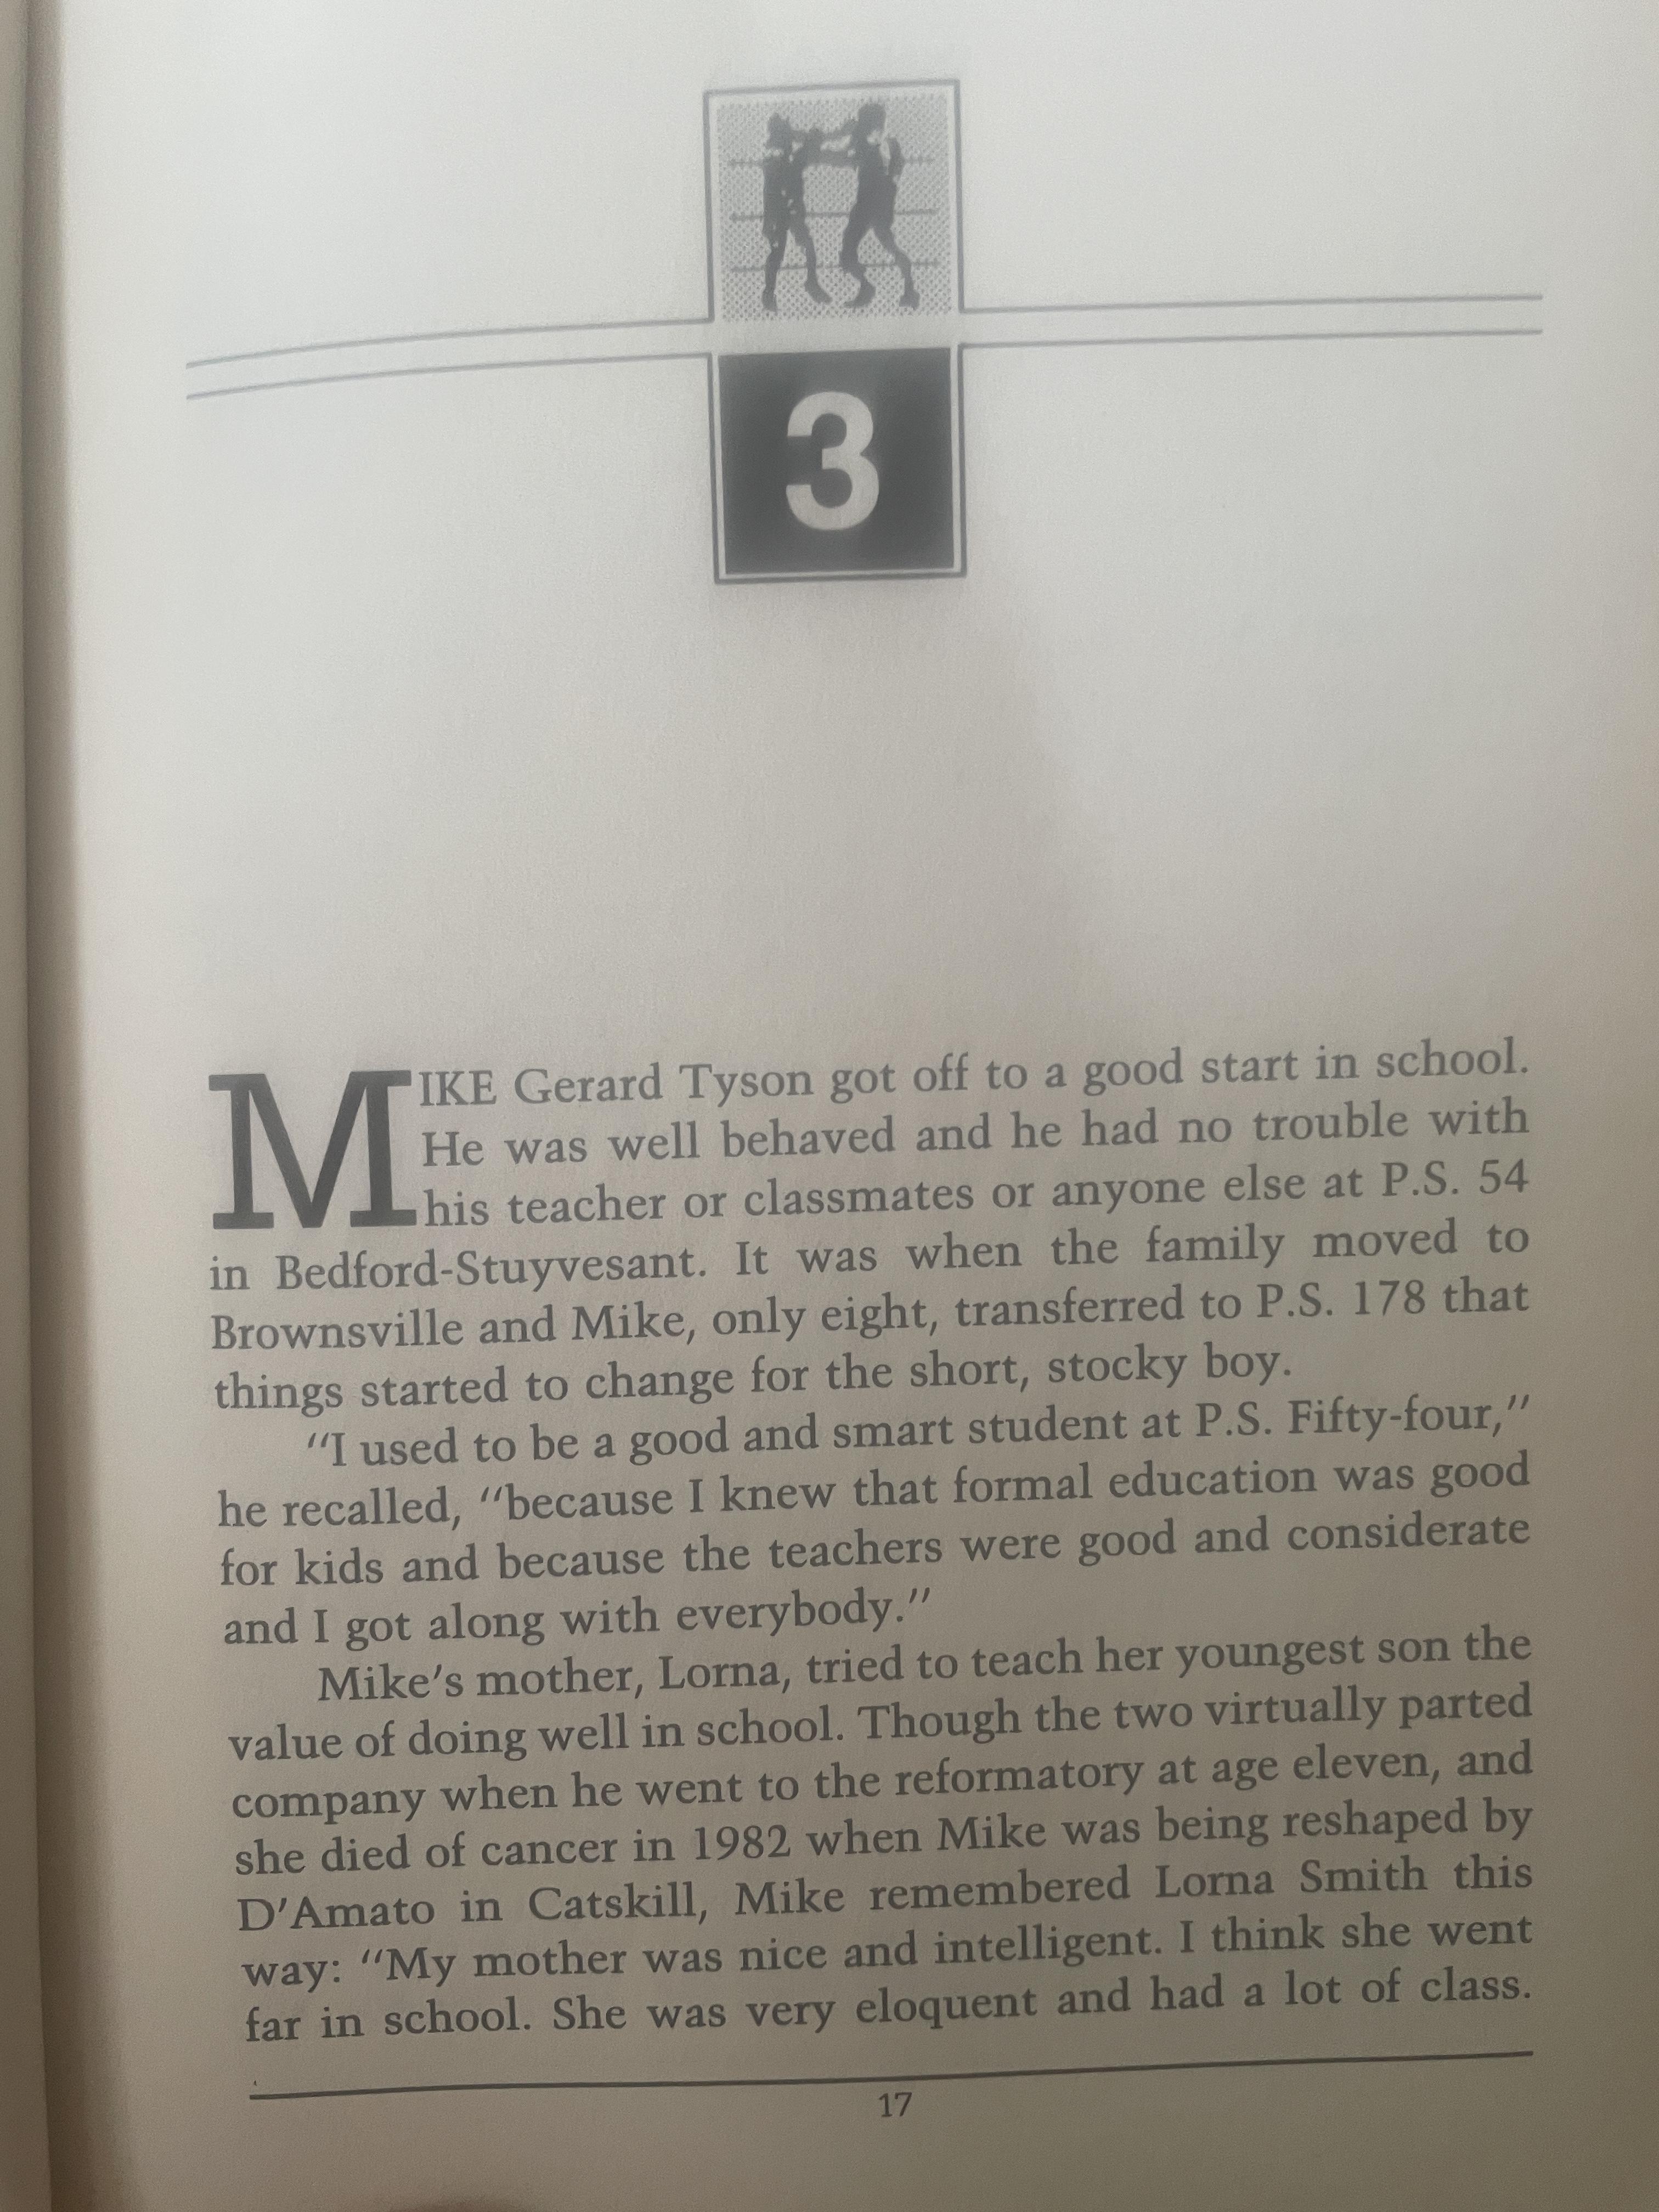 3
MIKE Gerard Tyson got off to a good start in school.
He was well behaved and he had no trouble with
his teacher or classmates or anyone else at P.S. 54
in Bedford-Stuyvesant. It was when the family moved to
Brownsville and Mike, only eight, transferred to P.S. 178 that
things started to change for the short, stocky boy.
"I used to be a good and smart student at P.S. Fifty-four,"
he recalled, "because I knew that formal education was good
for kids and because the teachers were good and considerate
and I got along with everybody."
Mike's mother, Lorna, tried to teach her youngest son the
value of doing well in school. Though the two virtually parted
company when he went to the reformatory at age eleven, and
she died of cancer in 1982 when Mike was being reshaped by
D'Amato in Catskill, Mike remembered Lorna Smith this
way: "My mother was nice and intelligent. I think she went
far in school. She was very eloquent and had a lot of class.
17